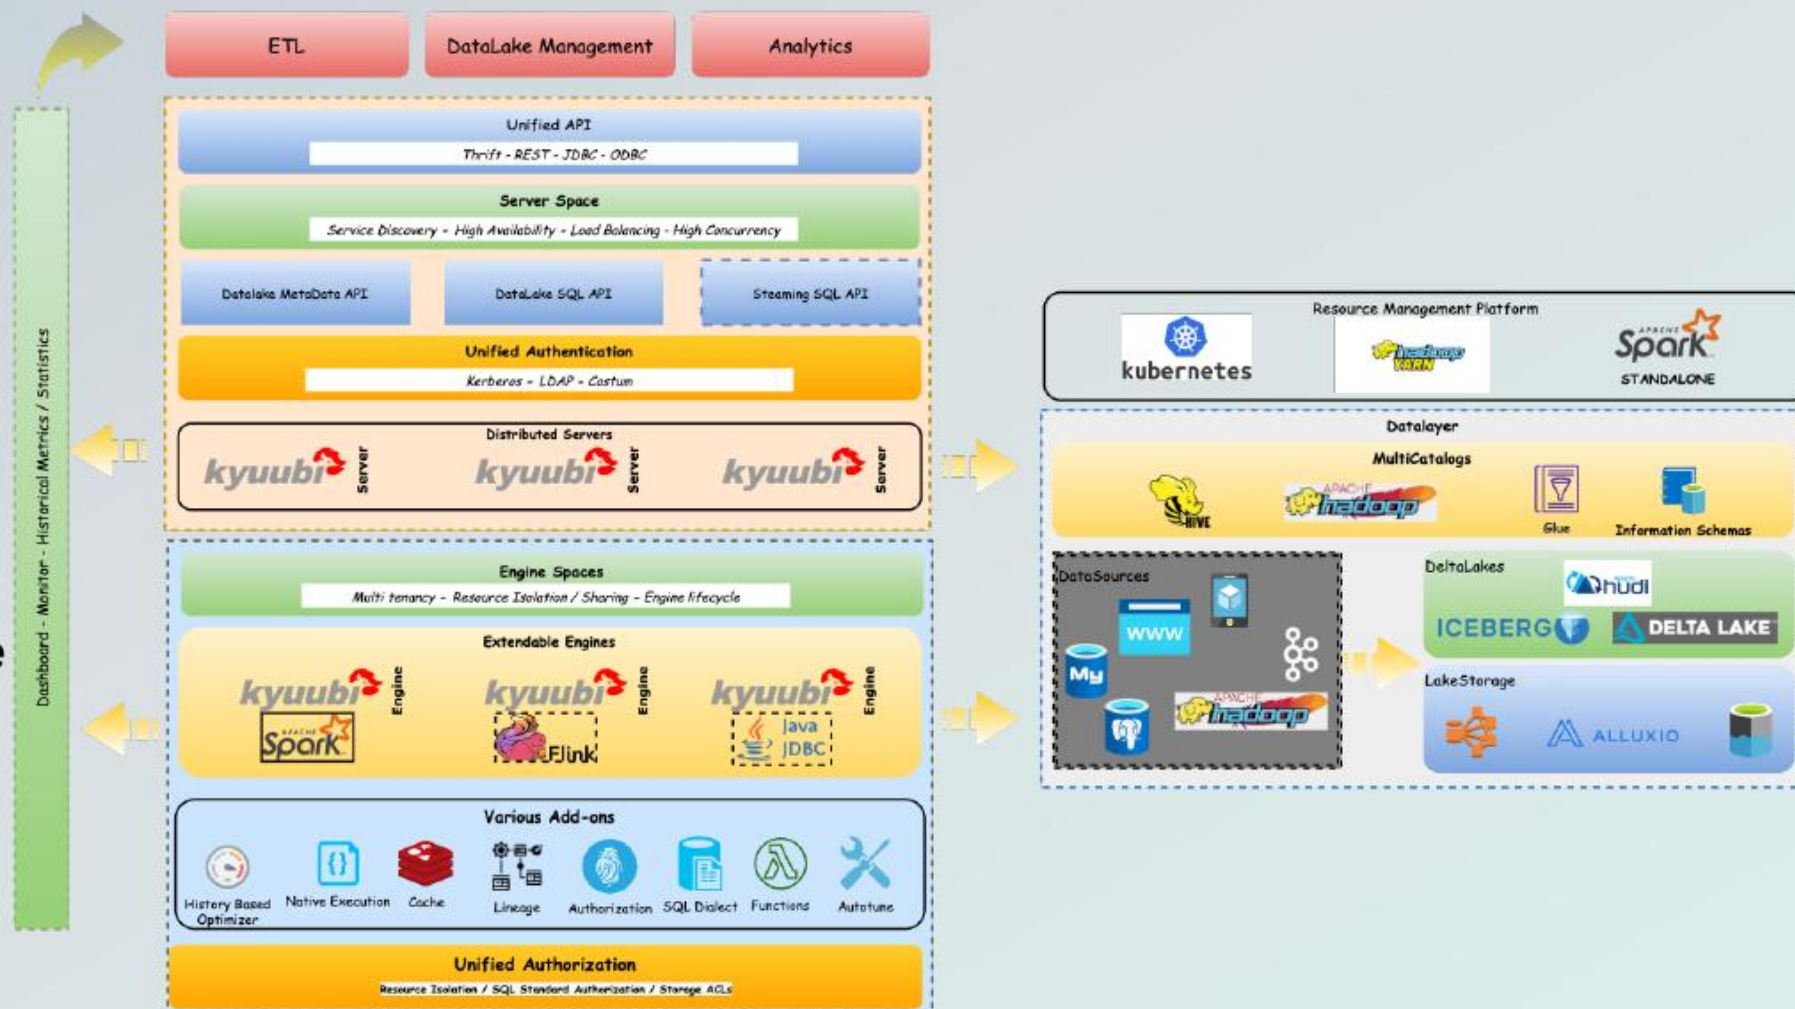 ETL
DataLake Management
Analytics
Unified API
Thrift - REST - JDBC - ODBC
Server Space
Service Discovery - High Availability - Load Balancing - High Concurrency
Datalake MetaData API
DataLake SQL API
Steaming SQL API
Unified Authentication
Kerberos - LDAP - Costum
Distributed Servers
kyuubi Server
kyuubi Server
kyuubi Server
Dashboard - Monitor - Historical Metrics / Statistics
Engine Spaces
Multi tenancy - Resource Isolation / Sharing - Engine lifecycle
Extendable Engines
kyuubi Engine
kyuubi Engine
kyuubi Engine
APACHE Spark
Flink
Java JDBC
Various Add-ons
History Based Optimizer
Native Execution
Cache
Lineage
Authorization
SQL Dialect
Functions
Autotune
Unified Authorization
Resource Isolation / SQL Standard Authorization / Storage ACLs
Resource Management Platform
kubernetes
hadoop YARN
APACHE Spark
STANDALONE
Datalayer
MultiCatalogs
HIVE
APACHE hadoop
Glue
Information Schemas
DataSources
WWW
My
APACHE hadoop
DeltaLakes
hudi
ICEBERG
DELTA LAKE
LakeStorage
ALLUXIO